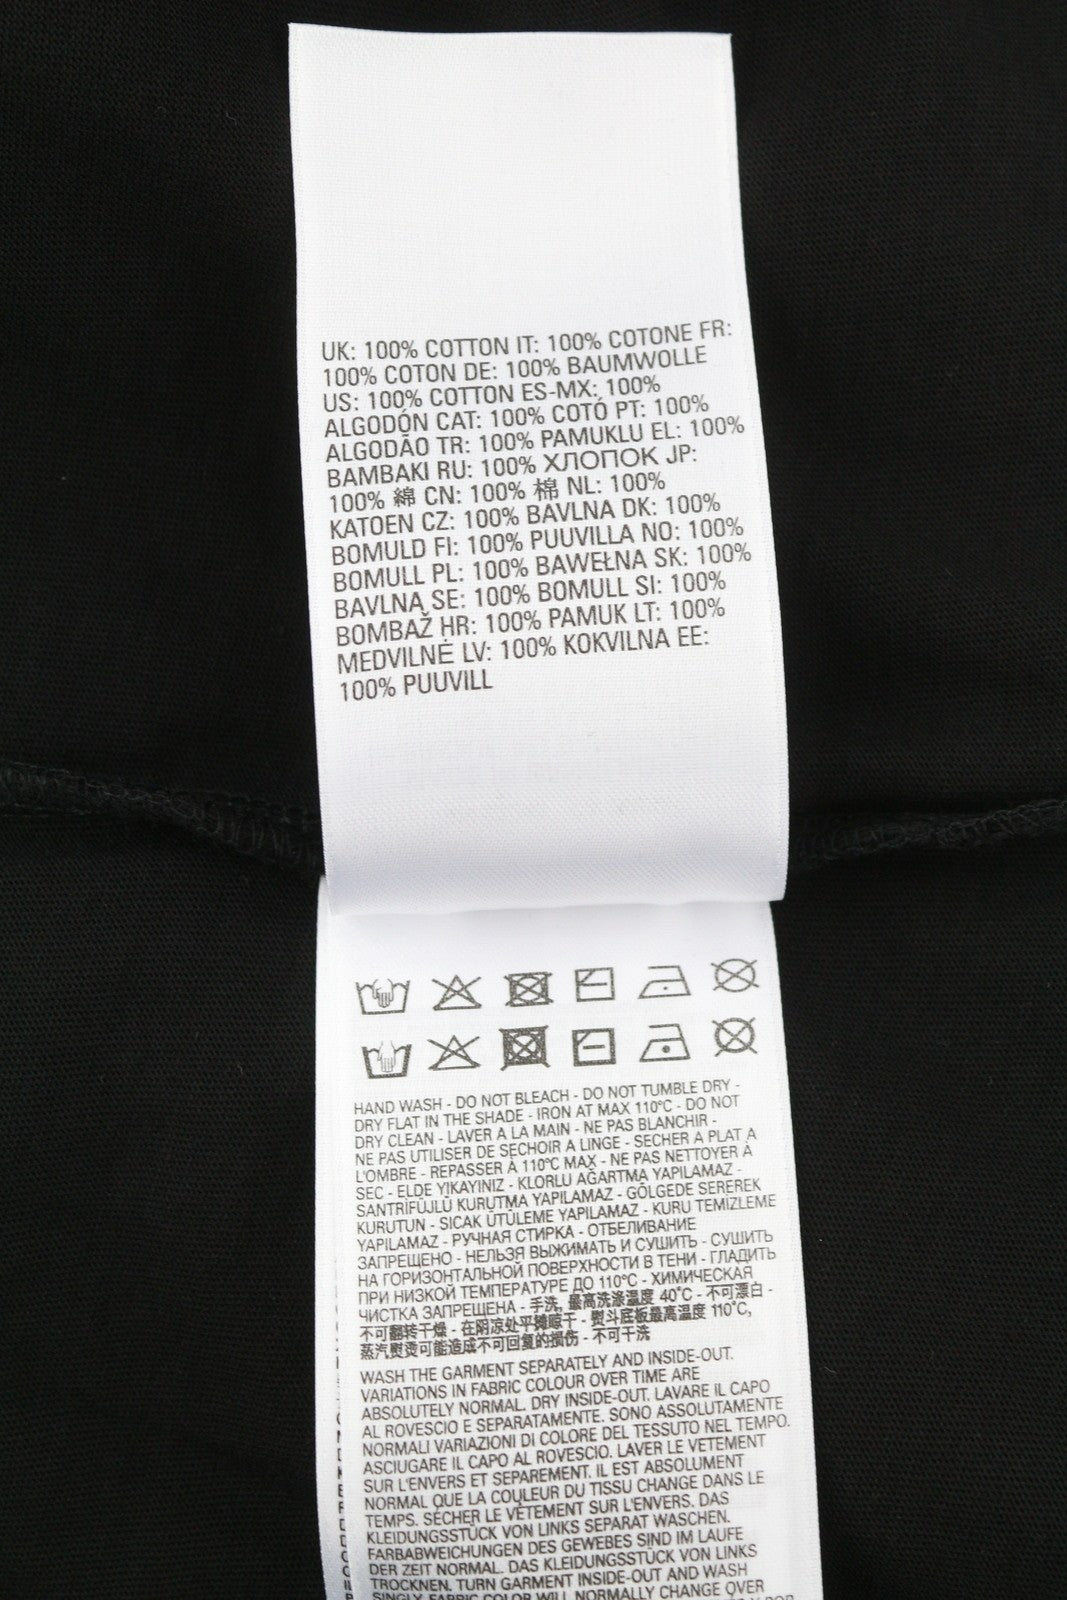 UK: 100% COTTON IT: 100% COTONE FR:
100% COTON DE: 100% BAUMWOLLE
US: 100% COTTON ES-MX: 100%
ALGODÓN CAT: 100% COTÓ PT: 100%
ALGODÃO TR: 100% PAMUKLU EL: 100%
BAMBAKI RU: 100% ХЛОПОК JP:
100% 綿 CN: 100% 棉 NL: 100%
KATOEN CZ: 100% BAVLNA DK: 100%
BOMULD FI: 100% PUUVILLA NO: 100%
BOMULL PL: 100% BAWEŁNA SK: 100%
BAVLNA SE: 100% BOMULL SI: 100%
BOMBAŽ HR: 100% PAMUK LT: 100%
MEDVILNĖ LV: 100% KOKVILNA EE:
100% PUUVILL
HAND WASH - DO NOT BLEACH - DO NOT TUMBLE DRY -
DRY FLAT IN THE SHADE - IRON AT MAX 110°C - DO NOT
DRY CLEAN - LAVER A LA MAIN - NE PAS BLANCHIR -
NE PAS UTILISER DE SECHOIR A LINGE - SECHER A PLAT A
L'OMBRE - REPASSER À 110°C MAX - NE PAS NETTOYER À
SEC - ELDE YIKAYINIZ - KLORLU AĞARTMA YAPILAMAZ -
SANTRİFÜJLÜ KURUTMA YAPILAMAZ - GÖLGEDE SEREREK
KURUTUN - SICAK ÜTÜLEME YAPILAMAZ - KURU TEMIZLEME
YAPILAMAZ - РУЧНАЯ СТИРКА - ОТБЕЛИВАНИЕ
ЗАПРЕЩЕНО - НЕЛЬЗЯ ВЫЖИМАТЬ И СУШИТЬ - СУШИТЬ
НА ГОРИЗОНТАЛЬНОЙ ПОВЕРХНОСТИ В ТЕНИ - ГЛАДИТЬ
ПРИ НИЗКОЙ ТЕМПЕРАТУРЕ ДО 110°C - ХИМИЧЕСКАЯ
ЧИСТКА ЗАПРЕЩЕНА - 手洗, 最高洗涤温度 40°C - 不可漂白 -
不可翻转干燥 - 在阴凉处平摊晾干 - 熨斗底板最高温度 110°C,
蒸汽熨烫可能造成不可回复的损伤 - 不可干洗
WASH THE GARMENT SEPARATELY AND INSIDE-OUT.
VARIATIONS IN FABRIC COLOUR OVER TIME ARE
ABSOLUTELY NORMAL. DRY INSIDE-OUT. LAVARE IL CAPO
AL ROVESCIO E SEPARATAMENTE. SONO ASSOLUTAMENTE
NORMALI VARIAZIONI DI COLORE DEL TESSUTO NEL TEMPO.
ASCIUGARE IL CAPO AL ROVESCIO. LAVER LE VETEMENT
SUR L'ENVERS ET SEPAREMENT. IL EST ABSOLUMENT
NORMAL QUE LA COULEUR DU TISSU CHANGE DANS LE
TEMPS. SÉCHER LE VÊTEMENT SUR L'ENVERS. DAS
KLEIDUNGSSTÜCK VON LINKS SEPARAT WASCHEN.
FARBABWEICHUNGEN DES GEWEBES SIND IM LAUFE
DER ZEIT NORMAL. DAS KLEIDUNGSSTÜCK VON LINKS
TROCKNEN. TURN GARMENT INSIDE-OUT AND WASH
SINGLY. FABRIC COLOR WILL NORMALLY CHANGE OVER